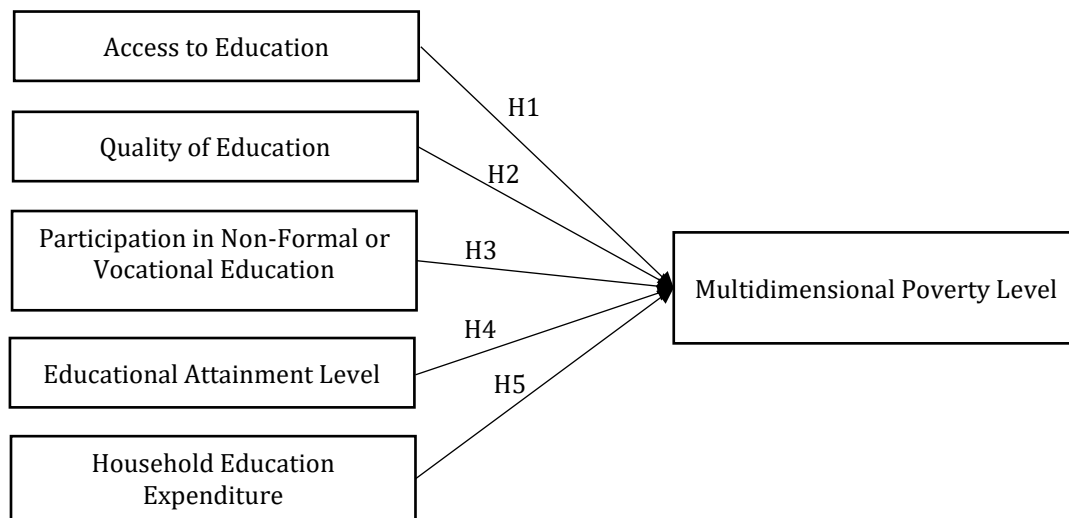 Access to Education
H1
Quality of Education
H2
Participation in Non-Formal or
Vocational Education
H3
Multidimensional Poverty Level
H4
Educational Attainment Level
H5
Household Education
Expenditure